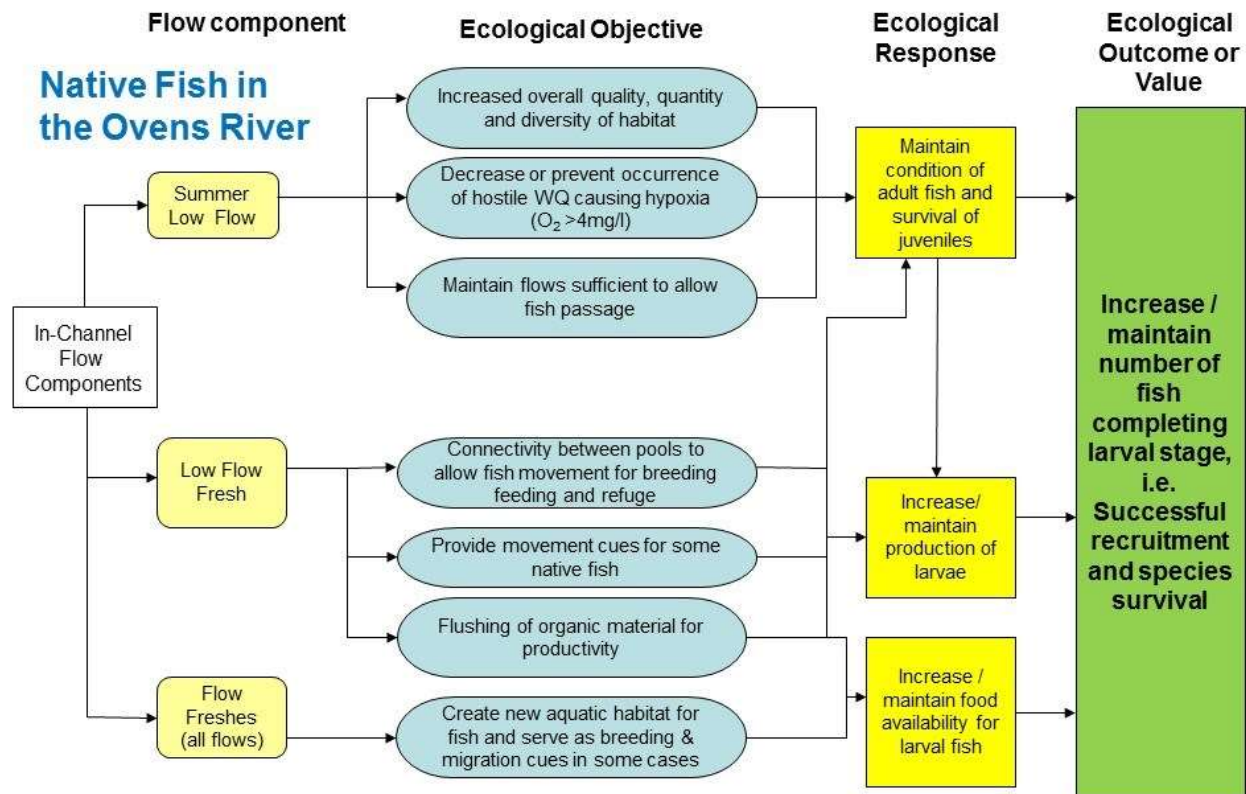 Flow component
Ecological Objective
Ecological
Response
Ecological
Outcome or
Value
Native Fish in
the Ovens River
Increased overall quality, quantity
and diversity of habitat
Summer
Low Flow
Decrease or prevent occurrence
of hostile WQ causing hypoxia
(O₂ >4mg/l)
Maintain
condition of
adult fish and
survival of
juveniles
Maintain flows sufficient to allow
fish passage
In-Channel
Flow
Components
Increase /
maintain
number of
fish
completing
larval stage,
i.e.
Successful
recruitment
and species
survival
Low Flow
Fresh
Connectivity between pools to
allow fish movement for breeding
feeding and refuge
Increase/
maintain
production of
larvae
Provide movement cues for some
native fish
Flushing of organic material for
productivity
Flow
Freshes
(all flows)
Create new aquatic habitat for
fish and serve as breeding &
migration cues in some cases
Increase /
maintain food
availability for
larval fish